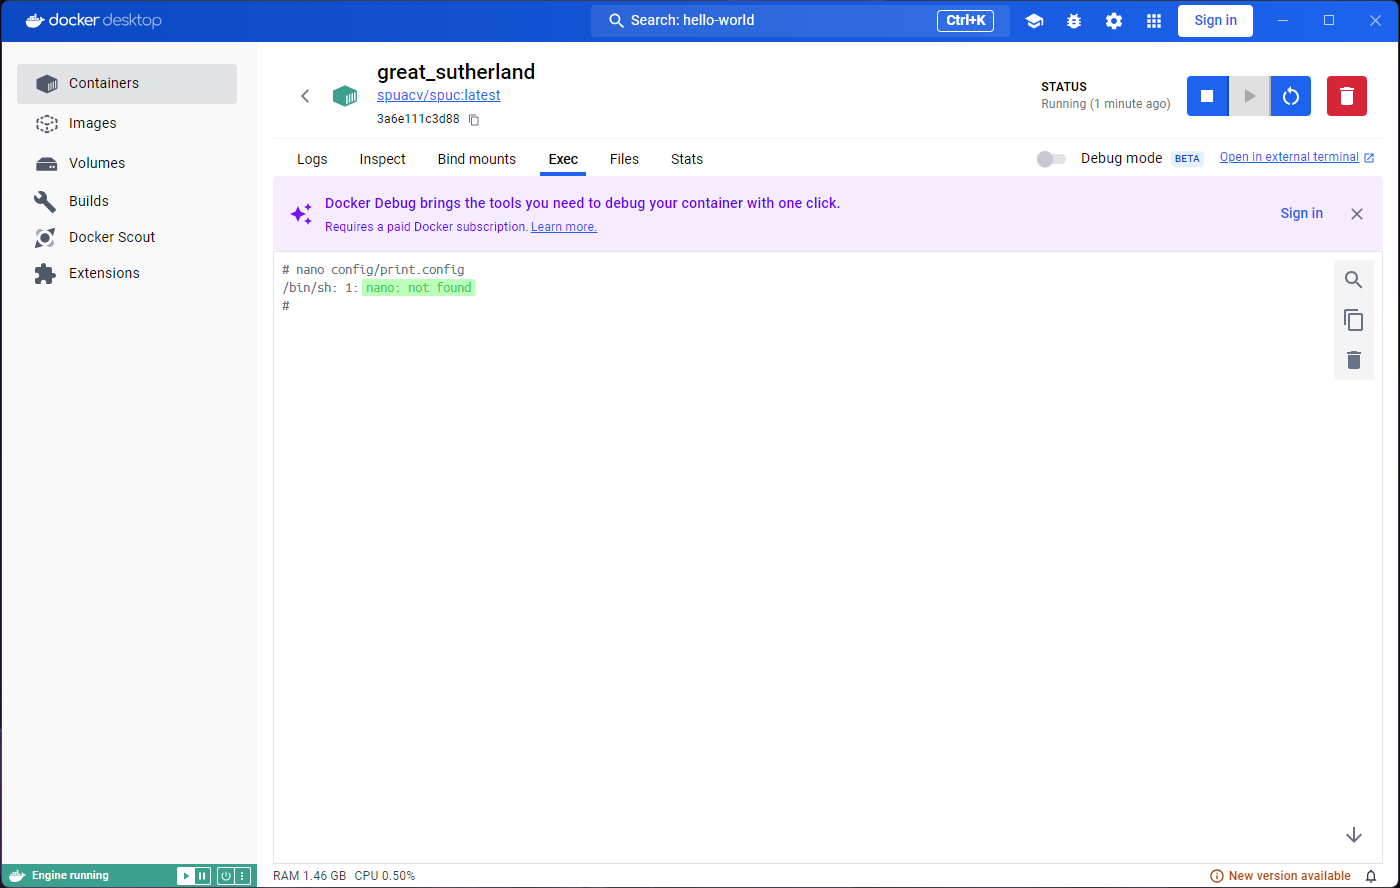 docker desktop
Search: hello-world
Ctrl+K
Sign in
Containers
Images
Volumes
Builds
Docker Scout
Extensions
great_sutherland
spuacv/spuc:latest
3a6e111c3d88
STATUS
Running (1 minute ago)
Logs Inspect Bind mounts Exec Files Stats
Debug mode BETA Open in external terminal
Docker Debug brings the tools you need to debug your container with one click.
Requires a paid Docker subscription. Learn more.
Sign in
# nano config/print.config
/bin/sh: 1: nano: not found
#
Engine running
RAM 1.46 GB CPU 0.50%
New version available